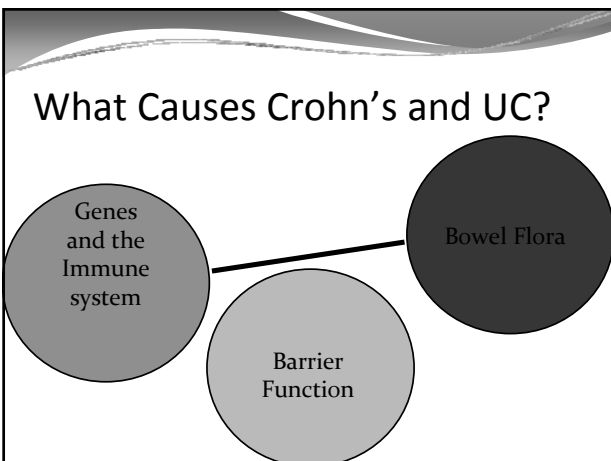 What Causes Crohn’s and UC?
Genes
and the
Immune
system
Bowel Flora
Barrier
Function